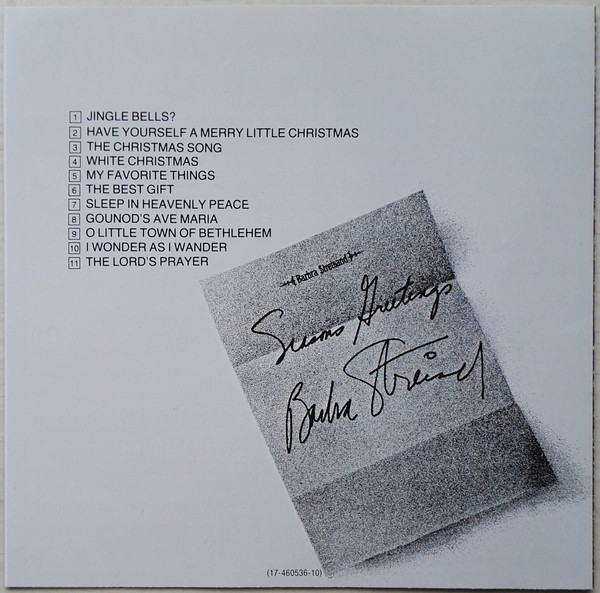 1 JINGLE BELLS?
2 HAVE YOURSELF A MERRY LITTLE CHRISTMAS
3 THE CHRISTMAS SONG
4 WHITE CHRISTMAS
5 MY FAVORITE THINGS
6 THE BEST GIFT
7 SLEEP IN HEAVENLY PEACE
8 GOUNOD'S AVE MARIA
9 O LITTLE TOWN OF BETHLEHEM
10 I WONDER AS I WANDER
11 THE LORD'S PRAYER
Barbra Streisand
Seasons Greetings
Barbra Streisand
(17-460536-10)